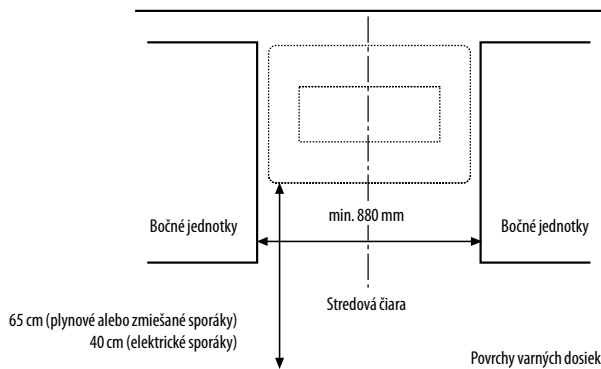 Bočné jednotky
min. 880 mm
Bočné jednotky
Stredová čiara
65 cm (plynové alebo zmiešané sporáky)
40 cm (elektrické sporáky)
Povrchy varných dosiek